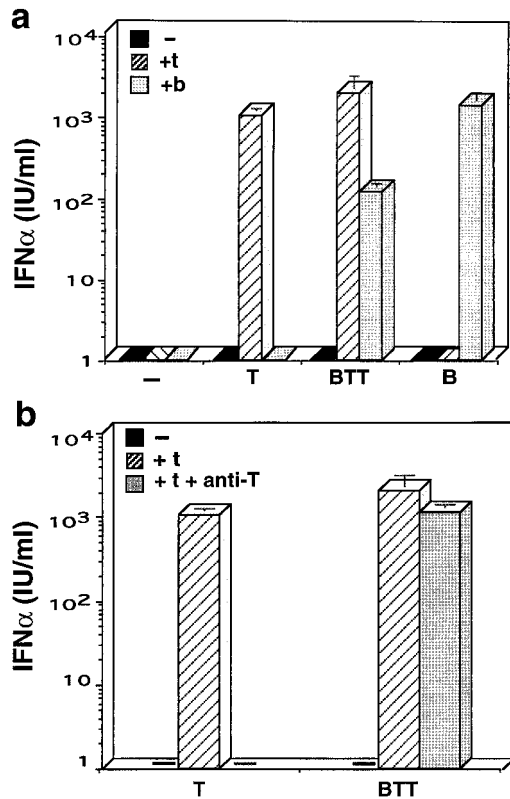 a
10⁴
10³
10²
10
1
IFNα (IU/ml)
–
+t
+b
– T BTT B
b
10⁴
10³
10²
10
1
IFNα (IU/ml)
–
+ t
+ t + anti-T
T BTT